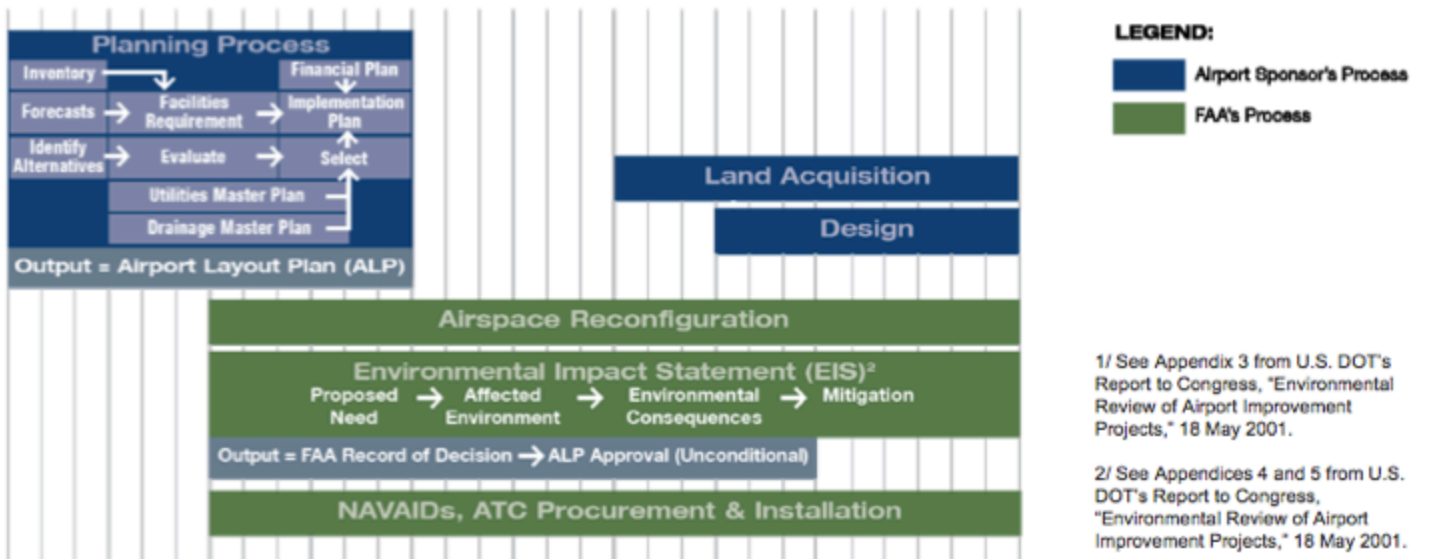 Planning Process
Inventory
Financial Plan
Forecasts
Facilities
Requirement
Implementation
Plan
Identify
Alternatives
Evaluate
Select
Utilities Master Plan
Drainage Master Plan
Output = Airport Layout Plan (ALP)
Land Acquisition
Design
Airspace Reconfiguration
Environmental Impact Statement (EIS)²
Proposed
Need
Affected
Environment
Environmental
Consequences
Mitigation
Output = FAA Record of Decision → ALP Approval (Unconditional)
NAVAIDs, ATC Procurement & Installation
LEGEND:
Airport Sponsor's Process
FAA's Process
1/ See Appendix 3 from U.S. DOT's
Report to Congress, "Environmental
Review of Airport Improvement
Projects," 18 May 2001.
2/ See Appendices 4 and 5 from U.S.
DOT's Report to Congress,
"Environmental Review of Airport
Improvement Projects," 18 May 2001.